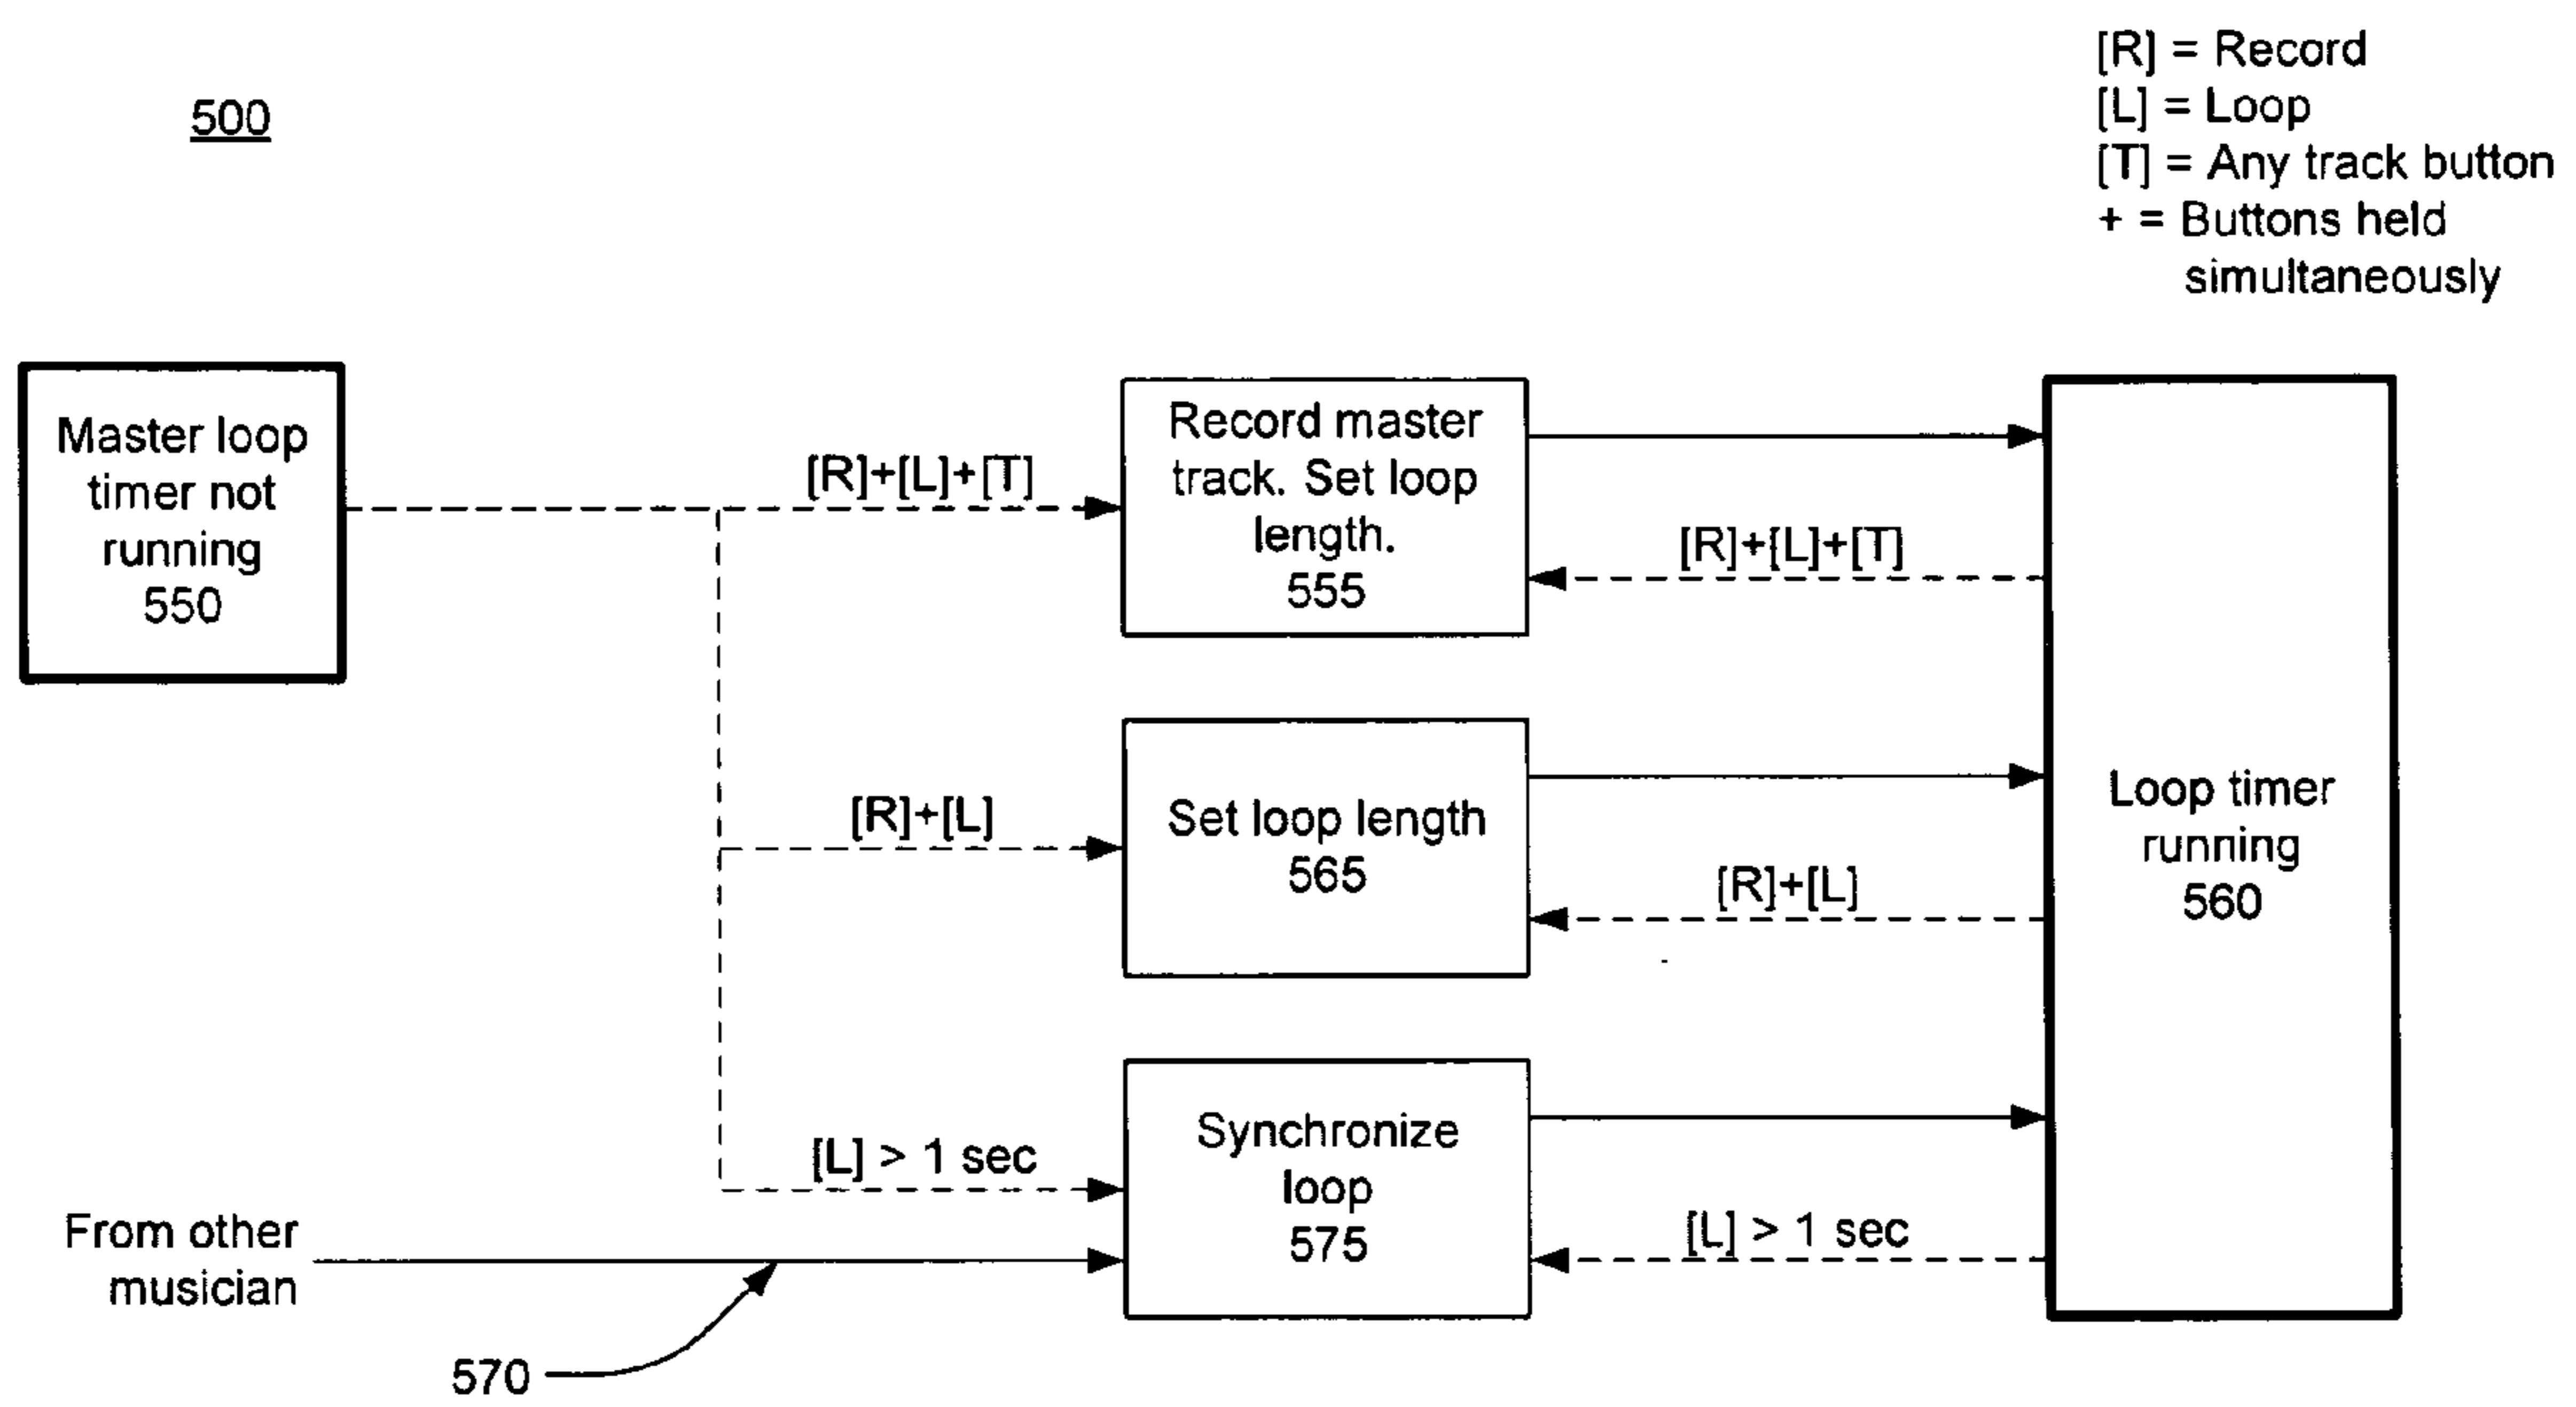 500
[R] = Record
[L] = Loop
[T] = Any track button
+ = Buttons held
simultaneously
Master loop
timer not
running
550
[R]+[L]+[T]
Record master
track. Set loop
length.
555
[R]+[L]+[T]
[R]+[L]
Set loop length
565
[R]+[L]
Loop timer
running
560
[L] > 1 sec
Synchronize
loop
575
[L] > 1 sec
From other
musician
570